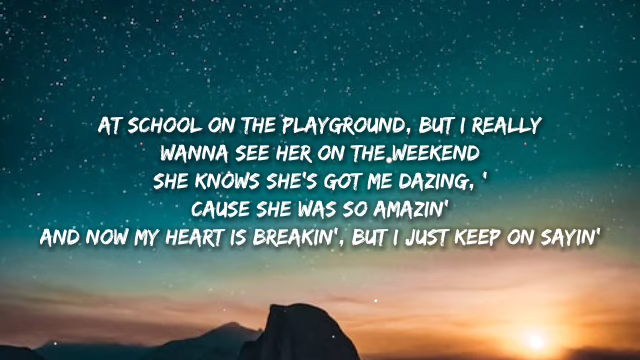 AT SCHOOL ON THE PLAYGROUND, BUT I REALLY
WANNA SEE HER ON THE WEEKEND
SHE KNOWS SHE'S GOT ME DAZING, '
CAUSE SHE WAS SO AMAZIN'
AND NOW MY HEART IS BREAKIN', BUT I JUST KEEP ON SAYIN'